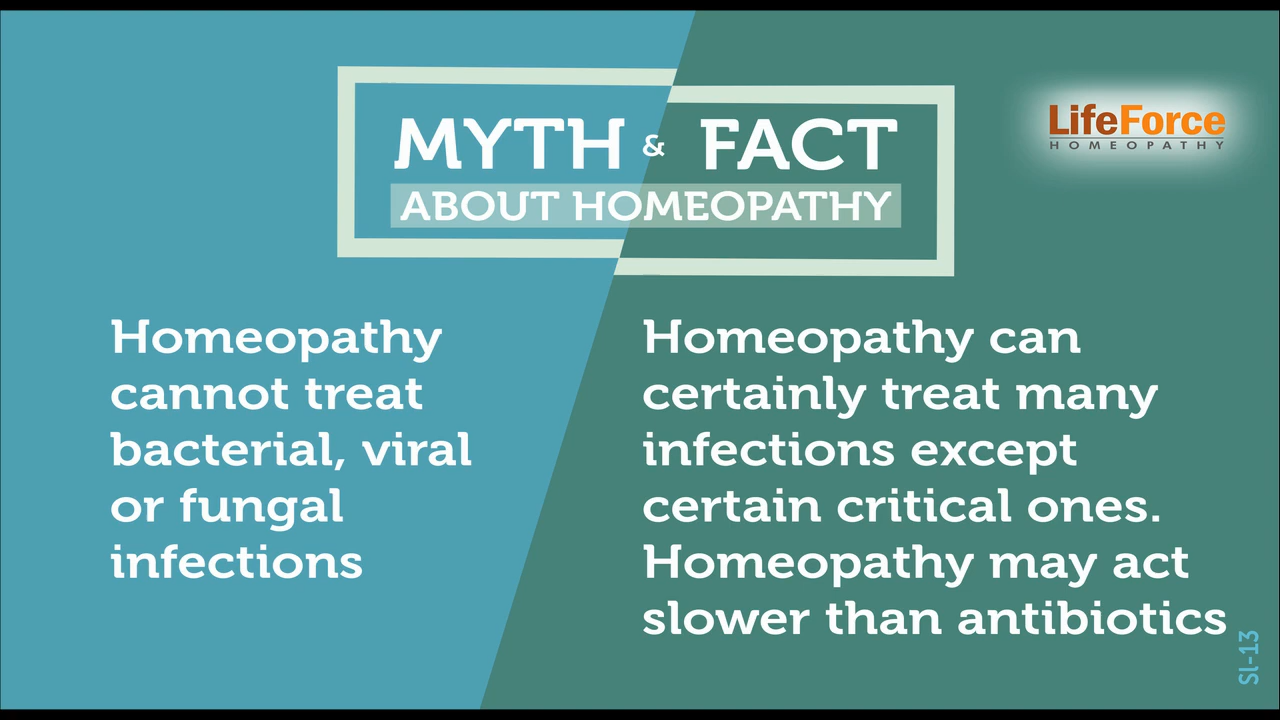 MYTH & FACT
ABOUT HOMEOPATHY
LifeForce
HOMEOPATHY
Homeopathy
cannot treat
bacterial, viral
or fungal
infections
Homeopathy can
certainly treat many
infections except
certain critical ones.
Homeopathy may act
slower than antibiotics
SI-13